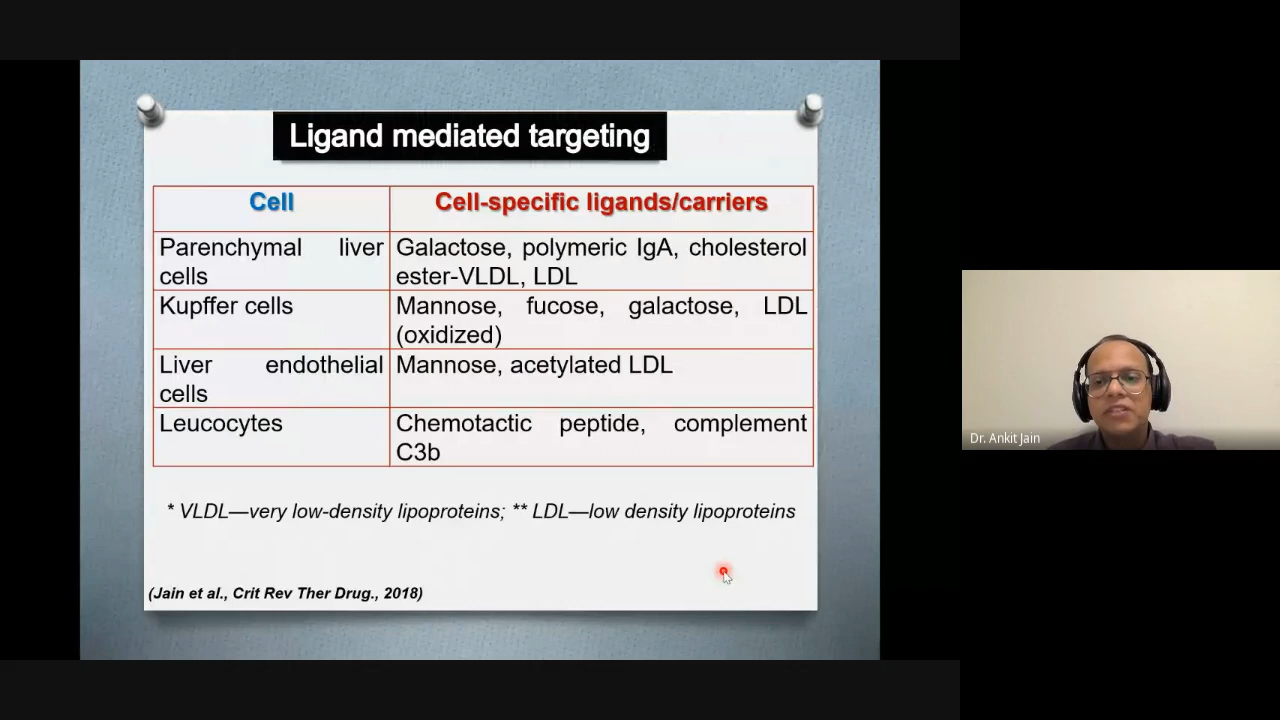 Ligand mediated targeting
Cell
Cell-specific ligands/carriers
Parenchymal liver
cells
Galactose, polymeric IgA, cholesterol
ester-VLDL, LDL
Kupffer cells
Mannose, fucose, galactose, LDL
(oxidized)
Liver endothelial
cells
Mannose, acetylated LDL
Leucocytes
Chemotactic peptide, complement
C3b
* VLDL—very low-density lipoproteins; ** LDL—low density lipoproteins
(Jain et al., Crit Rev Ther Drug., 2018)
Dr. Ankit Jain